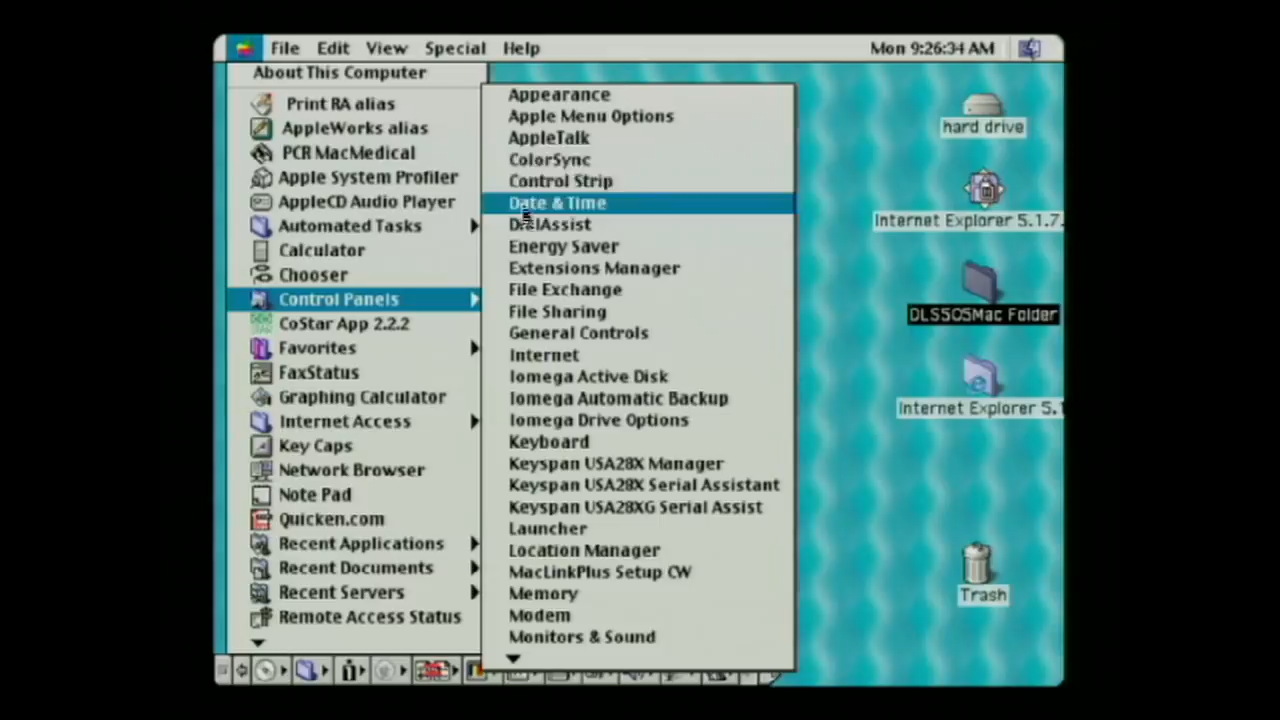 File Edit View Special Help Mon 9:26:34 AM
About This Computer
Print RA alias
AppleWorks alias
PCR MacMedical
Apple System Profiler
AppleCD Audio Player
Automated Tasks
Calculator
Chooser
Control Panels
CoStar App 2.2.2
Favorites
FaxStatus
Graphing Calculator
Internet Access
Key Caps
Network Browser
Note Pad
Quicken.com
Recent Applications
Recent Documents
Recent Servers
Remote Access Status
Appearance
Apple Menu Options
AppleTalk
ColorSync
Control Strip
Date & Time
DialAssist
Energy Saver
Extensions Manager
File Exchange
File Sharing
General Controls
Internet
Iomega Active Disk
Iomega Automatic Backup
Iomega Drive Options
Keyboard
Keyspan USA28X Manager
Keyspan USA28X Serial Assistant
Keyspan USA28XG Serial Assist
Launcher
Location Manager
MacLinkPlus Setup CW
Memory
Modem
Monitors & Sound
hard drive
Internet Explorer 5.1.7.
DLS505Mac Folder
Internet Explorer 5.1
Trash